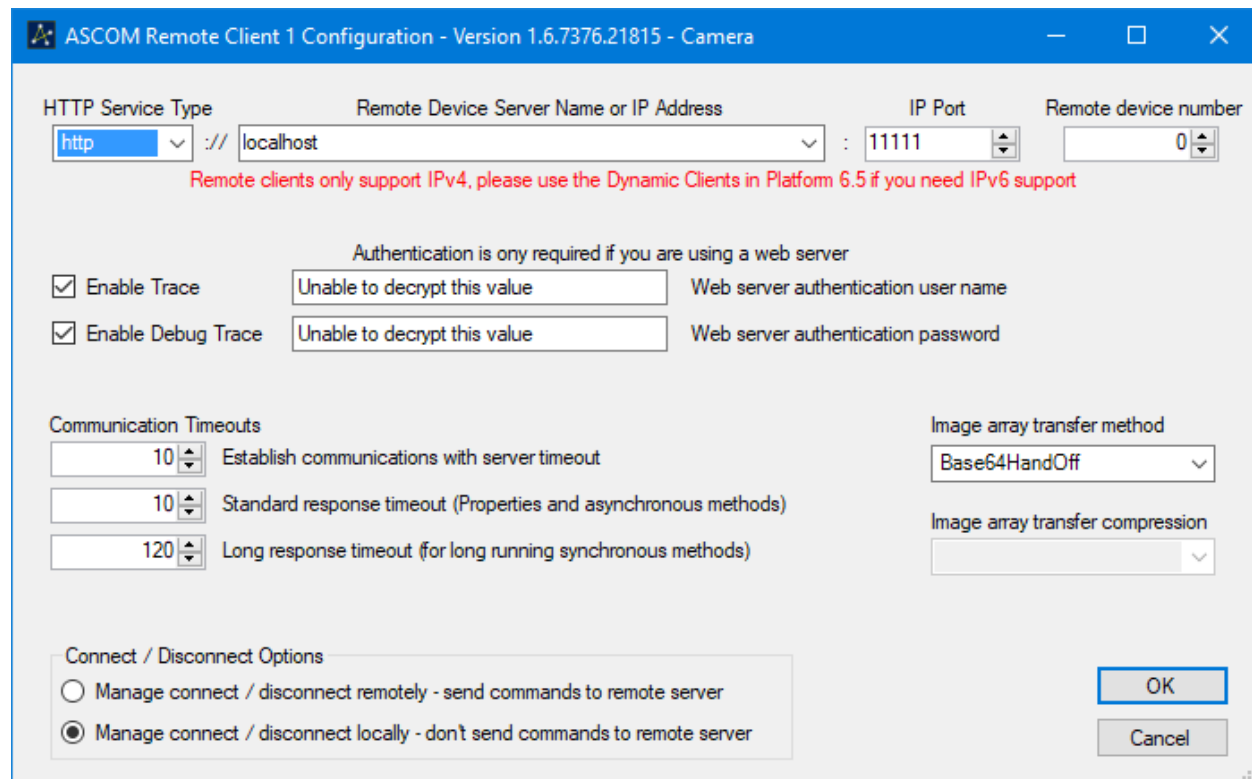 ASCOM Remote Client 1 Configuration - Version 1.6.7376.21815 - Camera
HTTP Service Type Remote Device Server Name or IP Address IP Port Remote device number
http :// localhost : 11111 0
Remote clients only support IPv4, please use the Dynamic Clients in Platform 6.5 if you need IPv6 support
Authentication is ony required if you are using a web server
Enable Trace Unable to decrypt this value Web server authentication user name
Enable Debug Trace Unable to decrypt this value Web server authentication password
Communication Timeouts Image array transfer method
10 Establish communications with server timeout Base64HandOff
10 Standard response timeout (Properties and asynchronous methods)
Image array transfer compression
120 Long response timeout (for long running synchronous methods)
Connect / Disconnect Options
Manage connect / disconnect remotely - send commands to remote server OK
Manage connect / disconnect locally - don't send commands to remote server Cancel